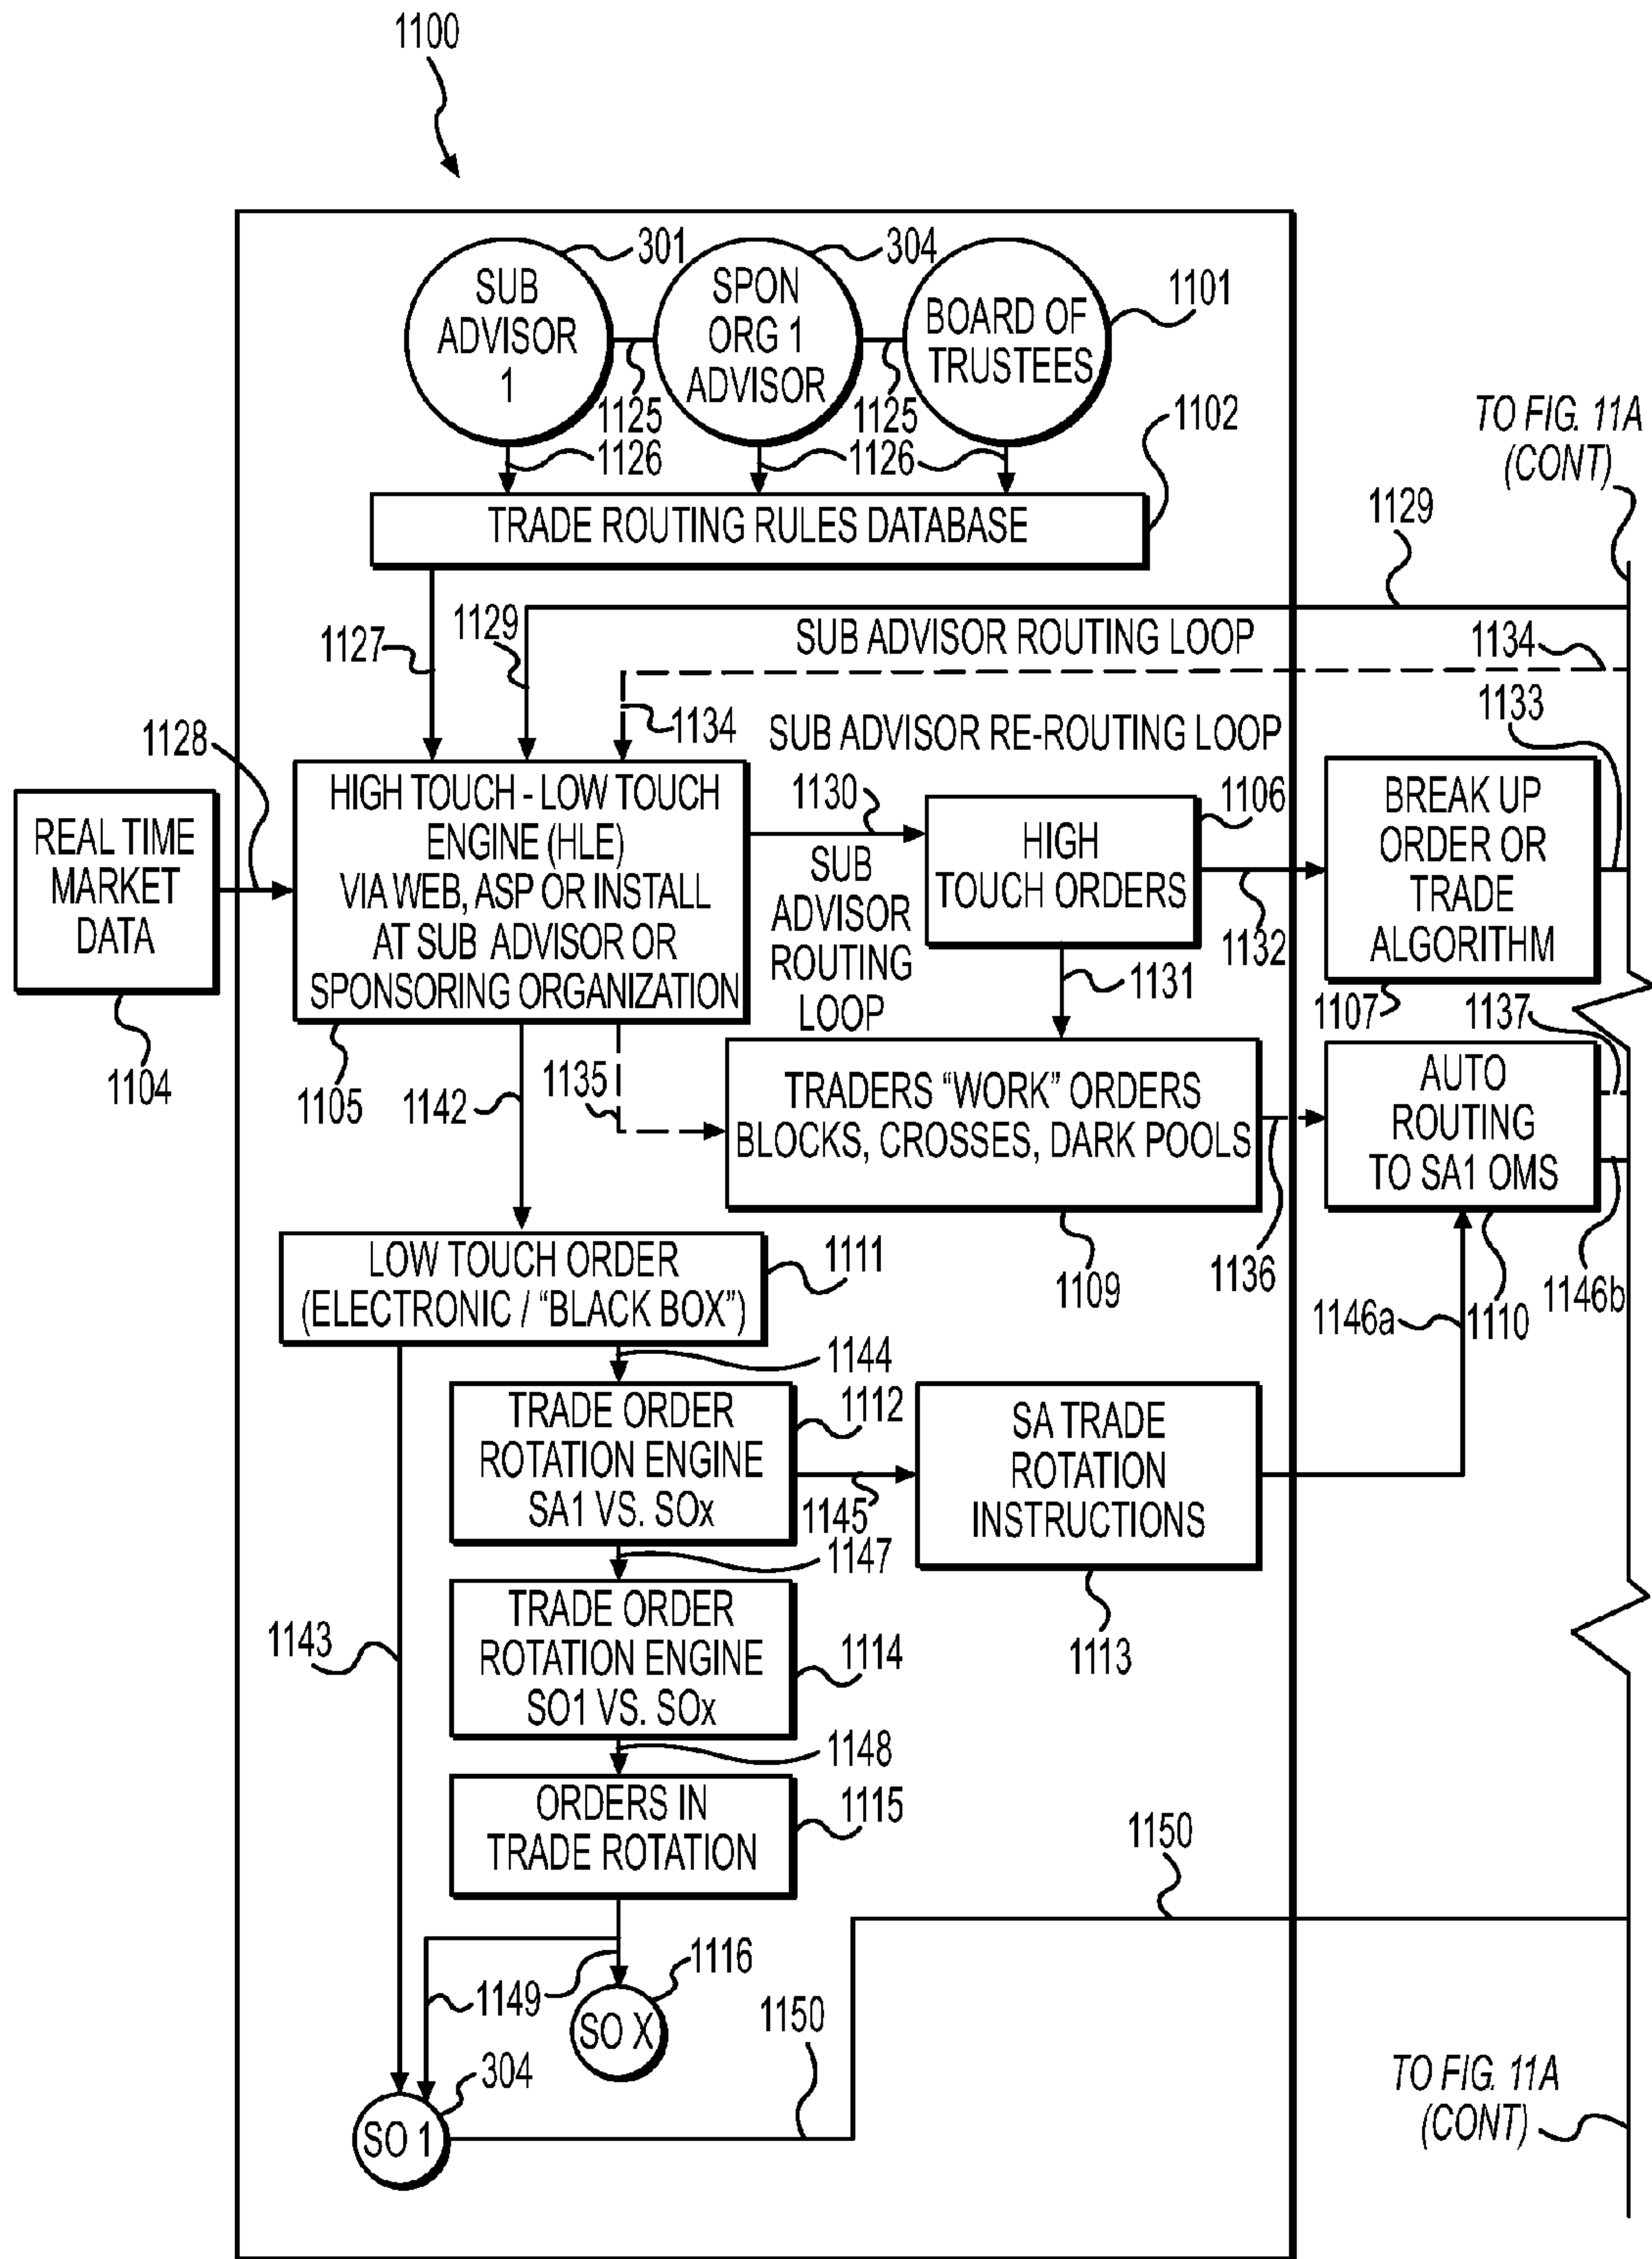 1100
301
304
1101
SUB
ADVISOR
1
SPON
ORG 1
ADVISOR
BOARD OF
TRUSTEES
1125
1125
1126
1126
1102
TO FIG. 11A
(CONT)
TRADE ROUTING RULES DATABASE
1129
1127
1129
SUB ADVISOR ROUTING LOOP
1134
1134
1133
1128
SUB ADVISOR RE-ROUTING LOOP
REAL TIME
MARKET
DATA
1104
HIGH TOUCH - LOW TOUCH
ENGINE (HLE)
VIA WEB, ASP OR INSTALL
AT SUB ADVISOR OR
SPONSORING ORGANIZATION
1105
1130
SUB
ADVISOR
ROUTING
LOOP
HIGH
TOUCH ORDERS
1106
1132
1131
BREAK UP
ORDER OR
TRADE
ALGORITHM
1107
1137
1142
1135
TRADERS "WORK" ORDERS
BLOCKS, CROSSES, DARK POOLS
1109
1136
AUTO
ROUTING
TO SA1 OMS
1146a
1110
1146b
LOW TOUCH ORDER
(ELECTRONIC / "BLACK BOX")
1111
1144
TRADE ORDER
ROTATION ENGINE
SA1 VS. SOx
1112
1145
SA TRADE
ROTATION
INSTRUCTIONS
1113
1147
1143
TRADE ORDER
ROTATION ENGINE
SO1 VS. SOx
1114
1148
ORDERS IN
TRADE ROTATION
1115
1150
1149
1116
SO X
1150
304
SO 1
TO FIG. 11A
(CONT)